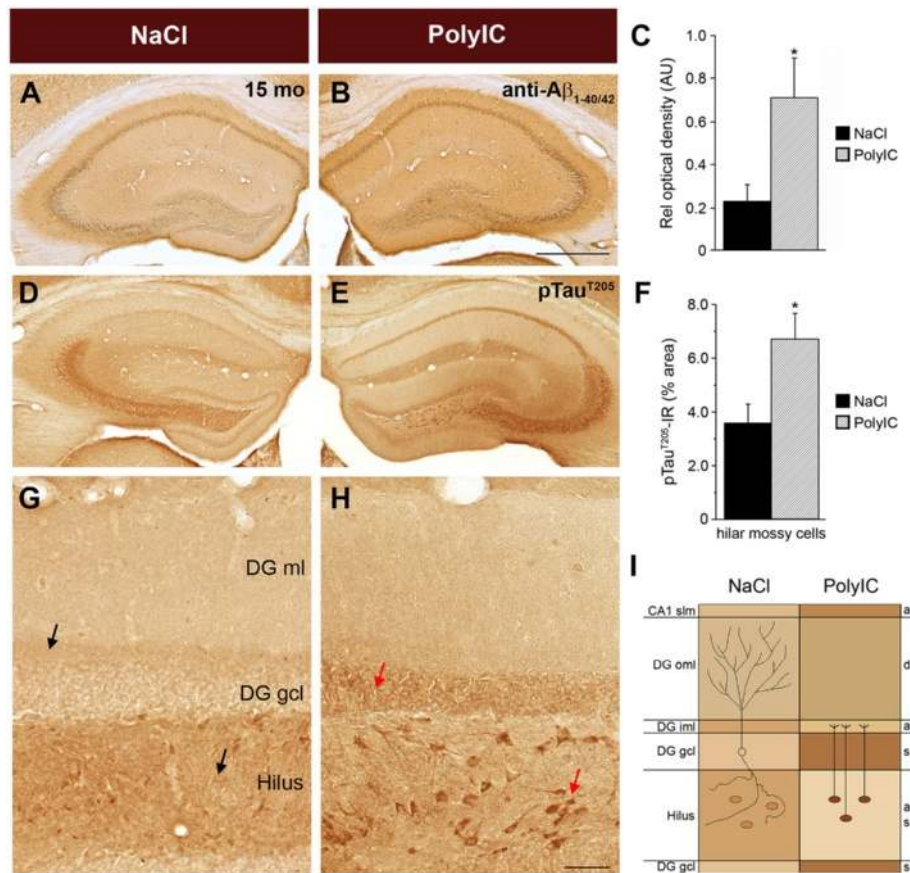 NaCl
PolyIC
A
15 mo
B
anti-Aβ1-40/42
C
Rel optical density (AU)
1.0
0.8
0.6
0.4
0.2
0
*
NaCl
PolyIC
D
E
pTauT205
F
pTauT205-IR (% area)
8.0
6.0
4.0
2.0
0
*
NaCl
PolyIC
hilar mossy cells
G
DG ml
DG gcl
Hilus
H
I
NaCl
PolyIC
CA1 slm
a
DG oml
d
DG iml
a
DG gcl
s
Hilus
a
s
DG gcl
s